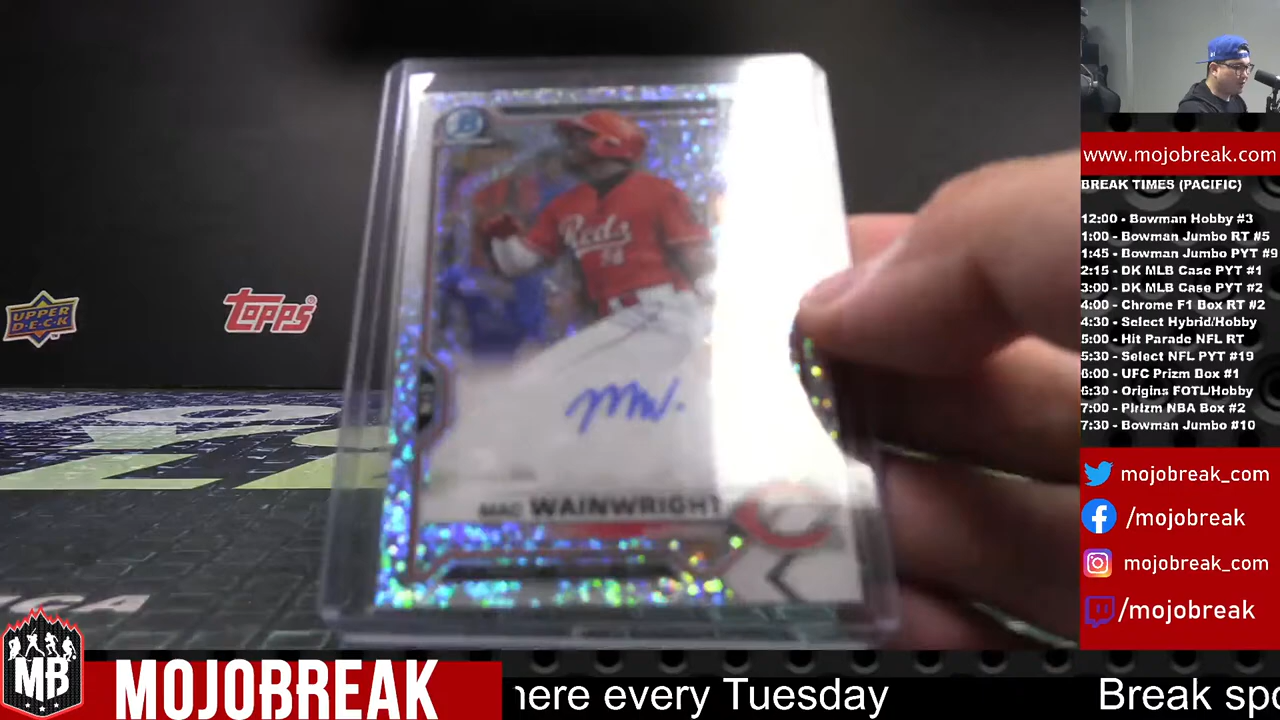 Reds
MAC WAINWRIGHT
UPPER
D·E·C·K
Topps
www.mojobreak.com
BREAK TIMES (PACIFIC)
12:00 - Bowman Hobby #3
1:00 - Bowman Jumbo RT #5
1:45 - Bowman Jumbo PYT #9
2:15 - DK MLB Case PYT #1
3:00 - DK MLB Case PYT #2
4:00 - Chrome F1 Box RT #2
4:30 - Select Hybrid/Hobby
5:00 - Hit Parade NFL RT
5:30 - Select NFL PYT #19
6:00 - UFC Prizm Box #1
6:30 - Origins FOTL/Hobby
7:00 - PIrizm NBA Box #2
7:30 - Bowman Jumbo #10
mojobreak_com
/mojobreak
mojobreak_com
/mojobreak
MB
MOJOBREAK
here every Tuesday
Break spo